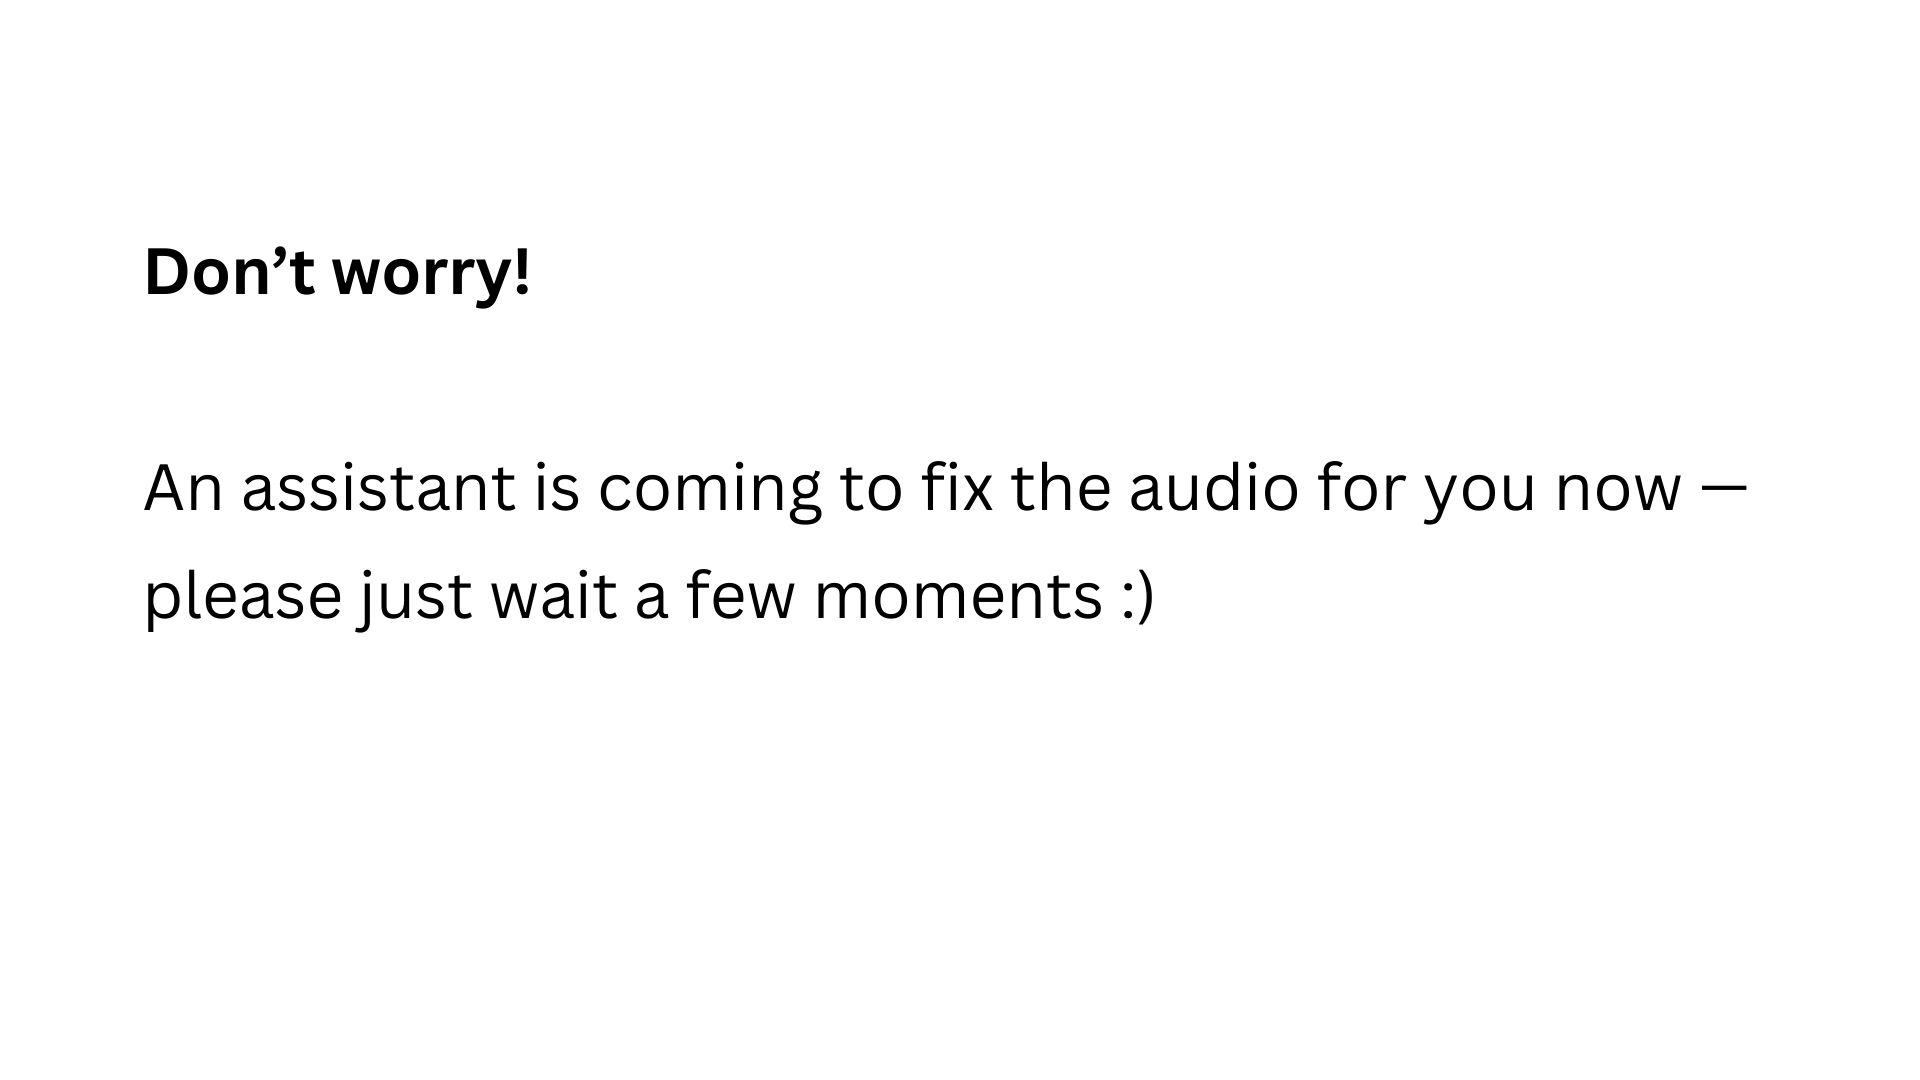 Don’t worry!
An assistant is coming to fix the audio for you now —
please just wait a few moments :)